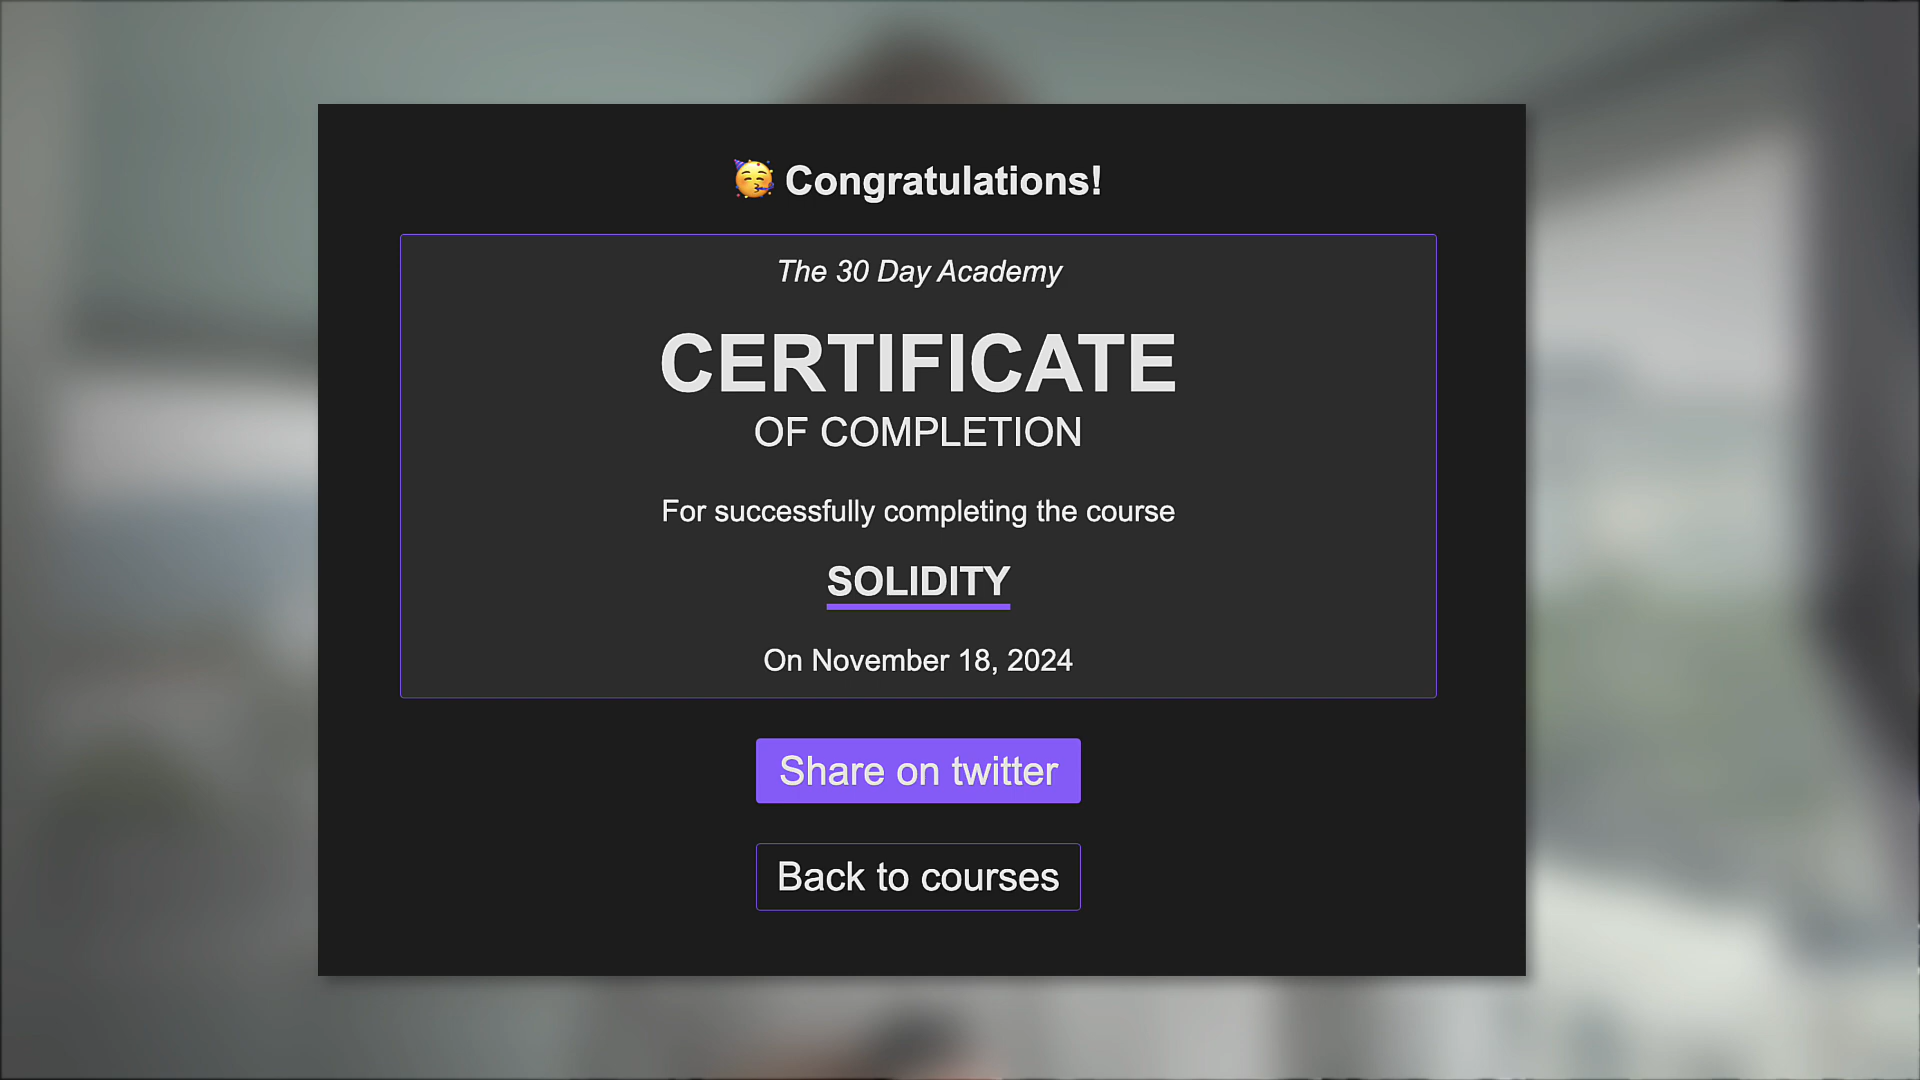 🥳 Congratulations!
The 30 Day Academy
CERTIFICATE
OF COMPLETION
For successfully completing the course
SOLIDITY
On November 18, 2024
Share on twitter
Back to courses